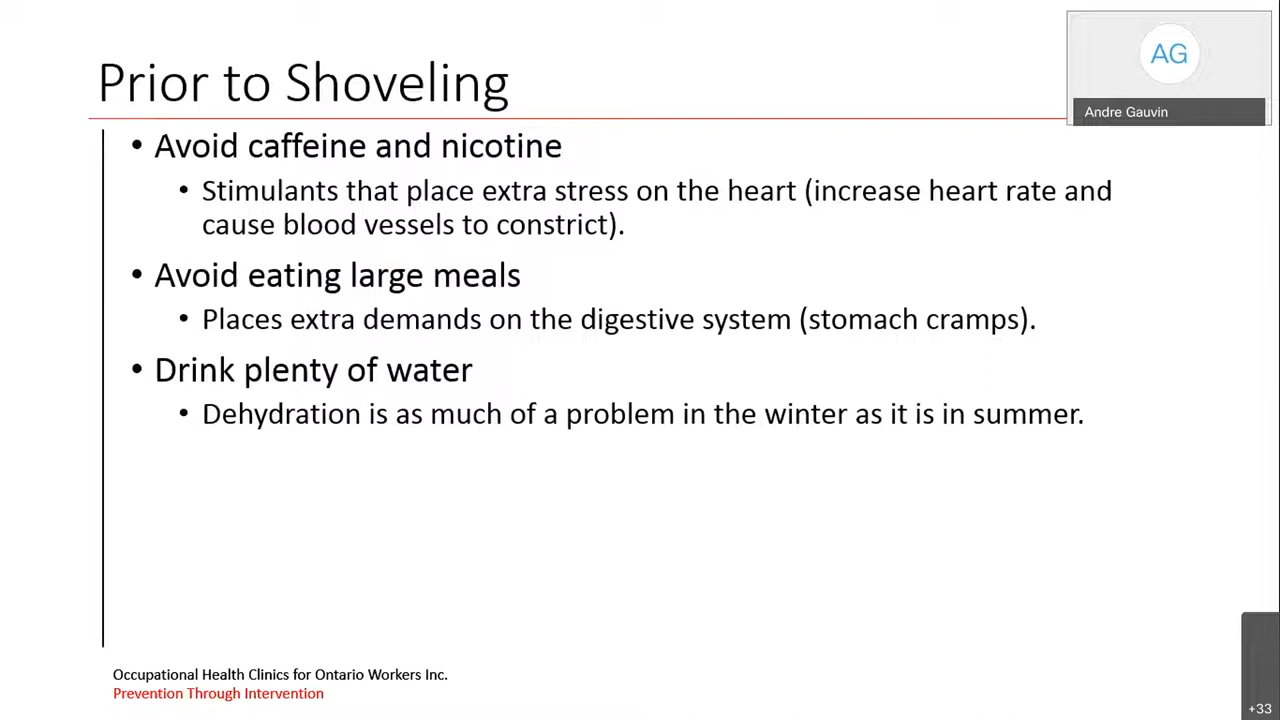 Prior to Shoveling
AG
Andre Gauvin
• Avoid caffeine and nicotine
• Stimulants that place extra stress on the heart (increase heart rate and
cause blood vessels to constrict).
• Avoid eating large meals
• Places extra demands on the digestive system (stomach cramps).
• Drink plenty of water
• Dehydration is as much of a problem in the winter as it is in summer.
Occupational Health Clinics for Ontario Workers Inc.
Prevention Through Intervention
+33